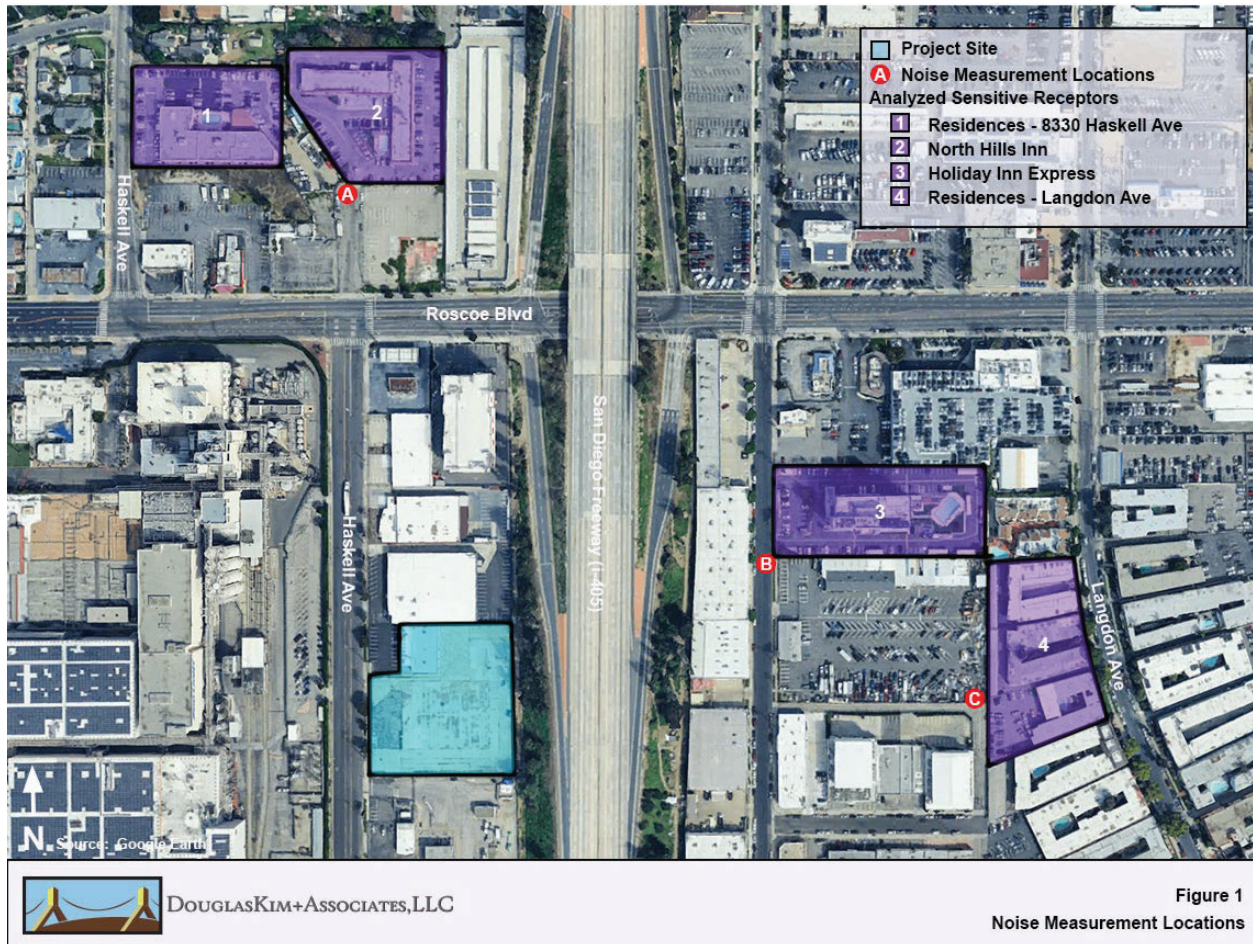 Project Site
A Noise Measurement Locations
Analyzed Sensitive Receptors
1 Residences - 8330 Haskell Ave
2 North Hills Inn
3 Holiday Inn Express
4 Residences - Langdon Ave
1
2
A
Haskell Ave
Roscoe Blvd
San Diego Freeway (I-405)
3
B
Haskell Ave
4
Langdon Ave
C
N
Source: Google Earth
DOUGLASKIM+ASSOCIATES,LLC
Figure 1
Noise Measurement Locations